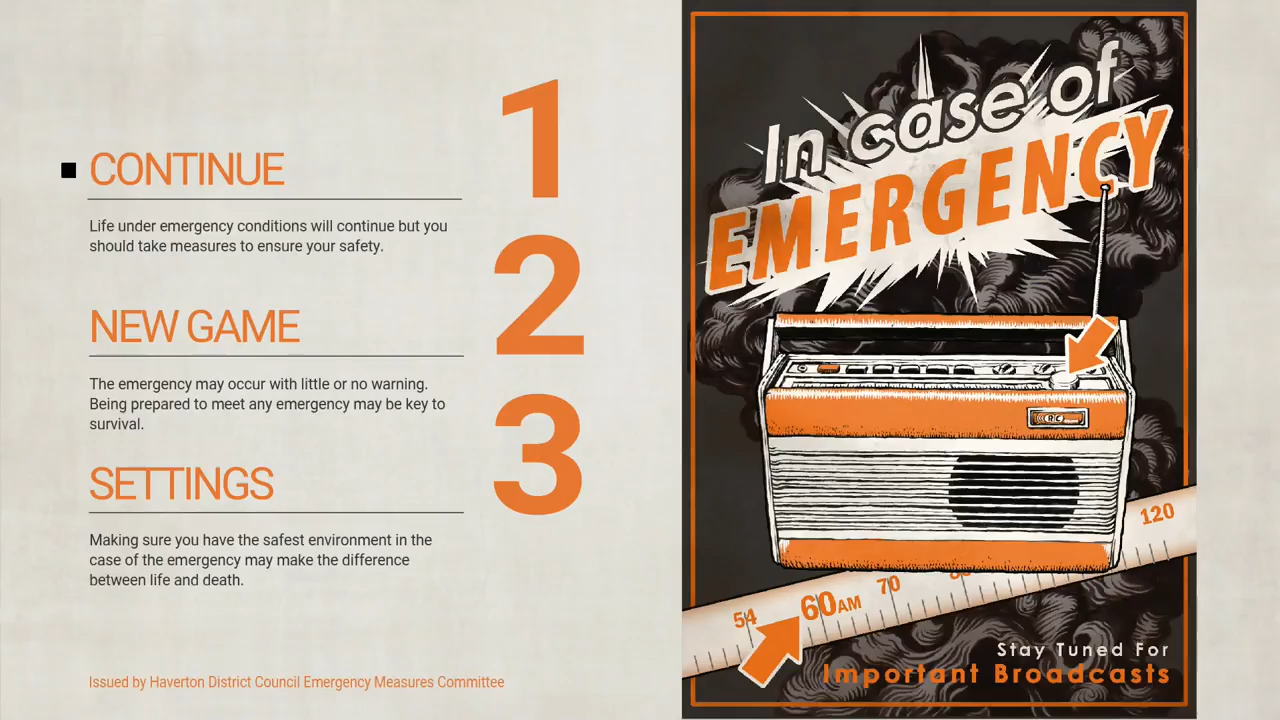 CONTINUE
Life under emergency conditions will continue but you
should take measures to ensure your safety.
1
NEW GAME
The emergency may occur with little or no warning.
Being prepared to meet any emergency may be key to
survival.
2
SETTINGS
Making sure you have the safest environment in the
case of the emergency may make the difference
between life and death.
3
Issued by Haverton District Council Emergency Measures Committee
In case of
EMERGENCY
120
54 60AM 70
Stay Tuned For
Important Broadcasts